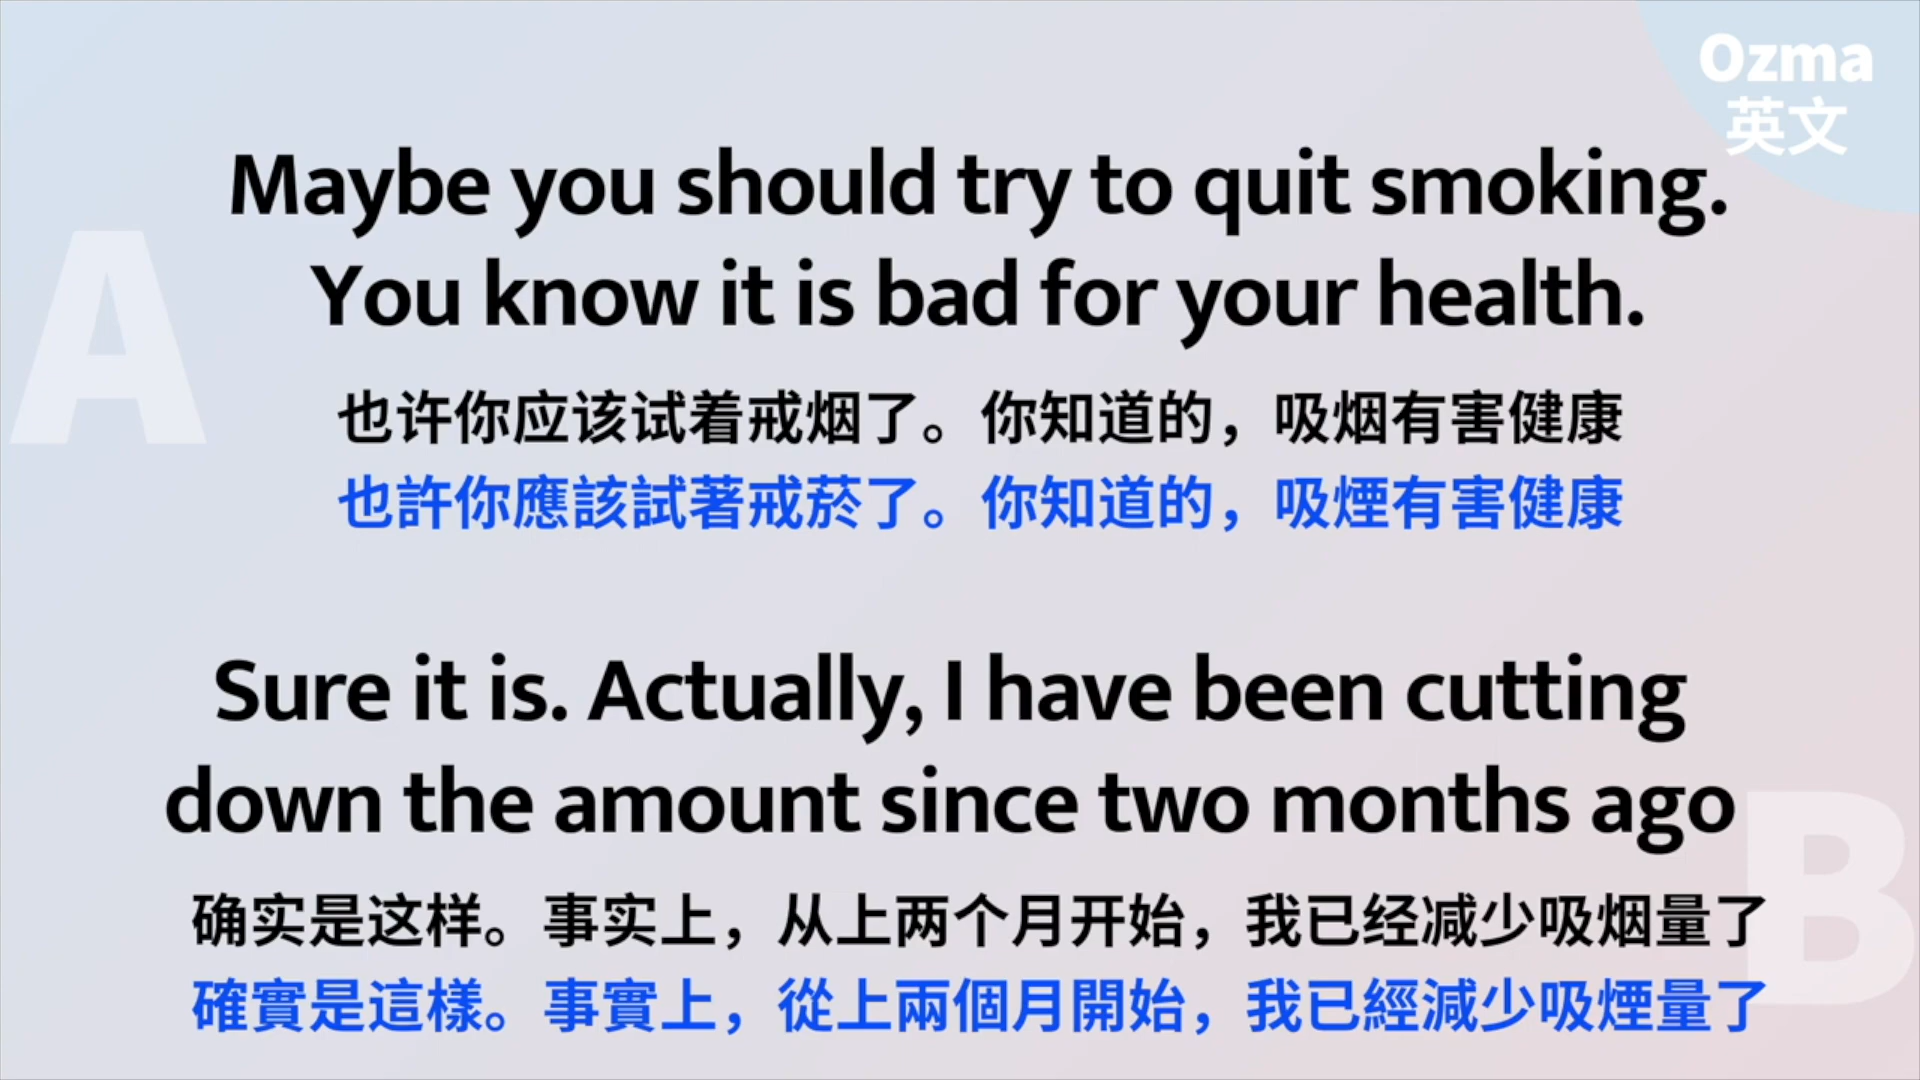 Ozma
英文
A
Maybe you should try to quit smoking.
You know it is bad for your health.
也许你应该试着戒烟了。你知道的，吸烟有害健康
也許你應該試著戒菸了。你知道的，吸煙有害健康
B
Sure it is. Actually, I have been cutting
down the amount since two months ago
确实是这样。事实上，从上两个月开始，我已经减少吸烟量了
確實是這樣。事實上，從上兩個月開始，我已經減少吸煙量了